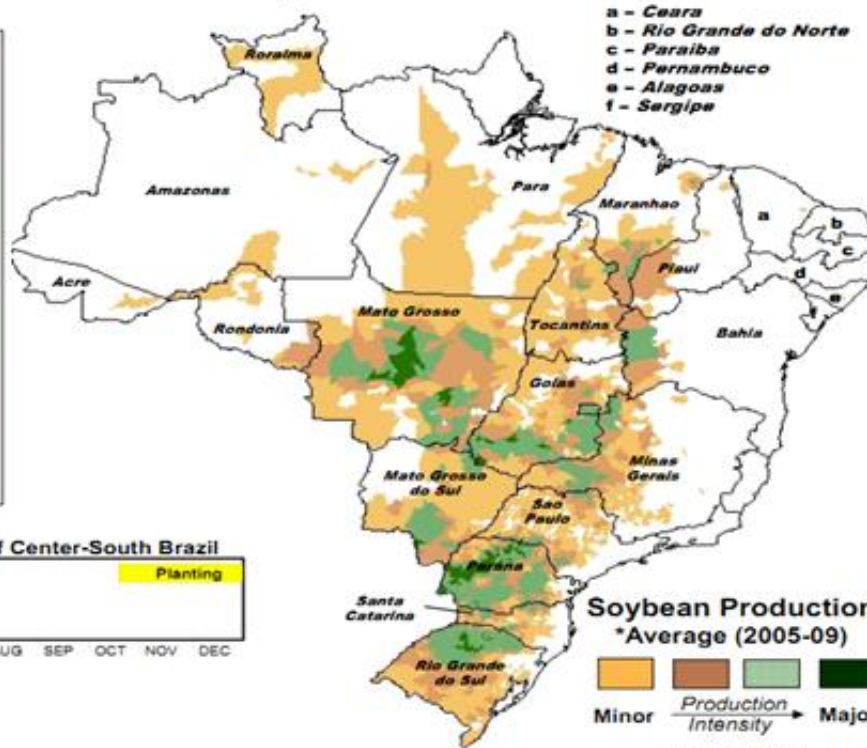 a – Ceara
b – Rio Grande do Norte
c – Paraiba
d – Pernambuco
e – Alagoas
f – Sergipe
Roraima
Amazonas
Para
Maranhao
a
b
c
d
e
f
Piaui
Acre
Rondonia
Mato Grosso
Tocantins
Bahia
Goias
Minas
Gerais
Mato Grosso
do Sul
Sao
Paulo
Parana
Santa
Catarina
Rio Grande
do Sul
f Center-South Brazil
Planting
UG SEP OCT NOV DEC
Soybean Production
*Average (2005-09)
Minor Production Intensity Majo